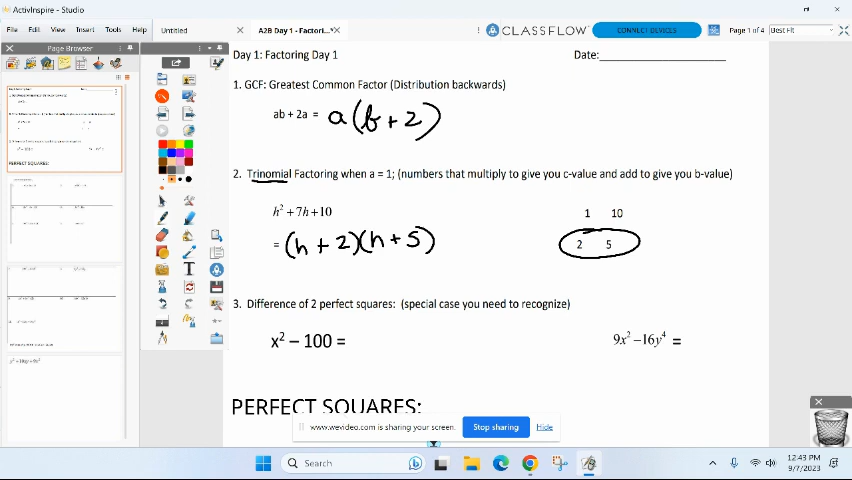 ActivInspire - Studio
File Edit View Insert Tools Help
Untitled
A2B Day 1 - Factori...*
CLASSFLOW
CONNECT DEVICES
Page 1 of 4
Best Fit
Page Browser
Day 1: Factoring Day 1 Date:
1. GCF: Greatest Common Factor (Distribution backwards)
ab + 2a = a(b+2)
2. Trinomial Factoring when a = 1; (numbers that multiply to give you c-value and add to give you b-value)
h² + 7h + 10 1 10
= (h + 2)(h + 5) 2 5
3. Difference of 2 perfect squares: (special case you need to recognize)
x² – 100 = 9x² –16y⁴ =
PERFECT SQUARES:
PERFECT SQUARES:
www.wevideo.com is sharing your screen. Stop sharing Hide
Search
12:43 PM
9/7/2023